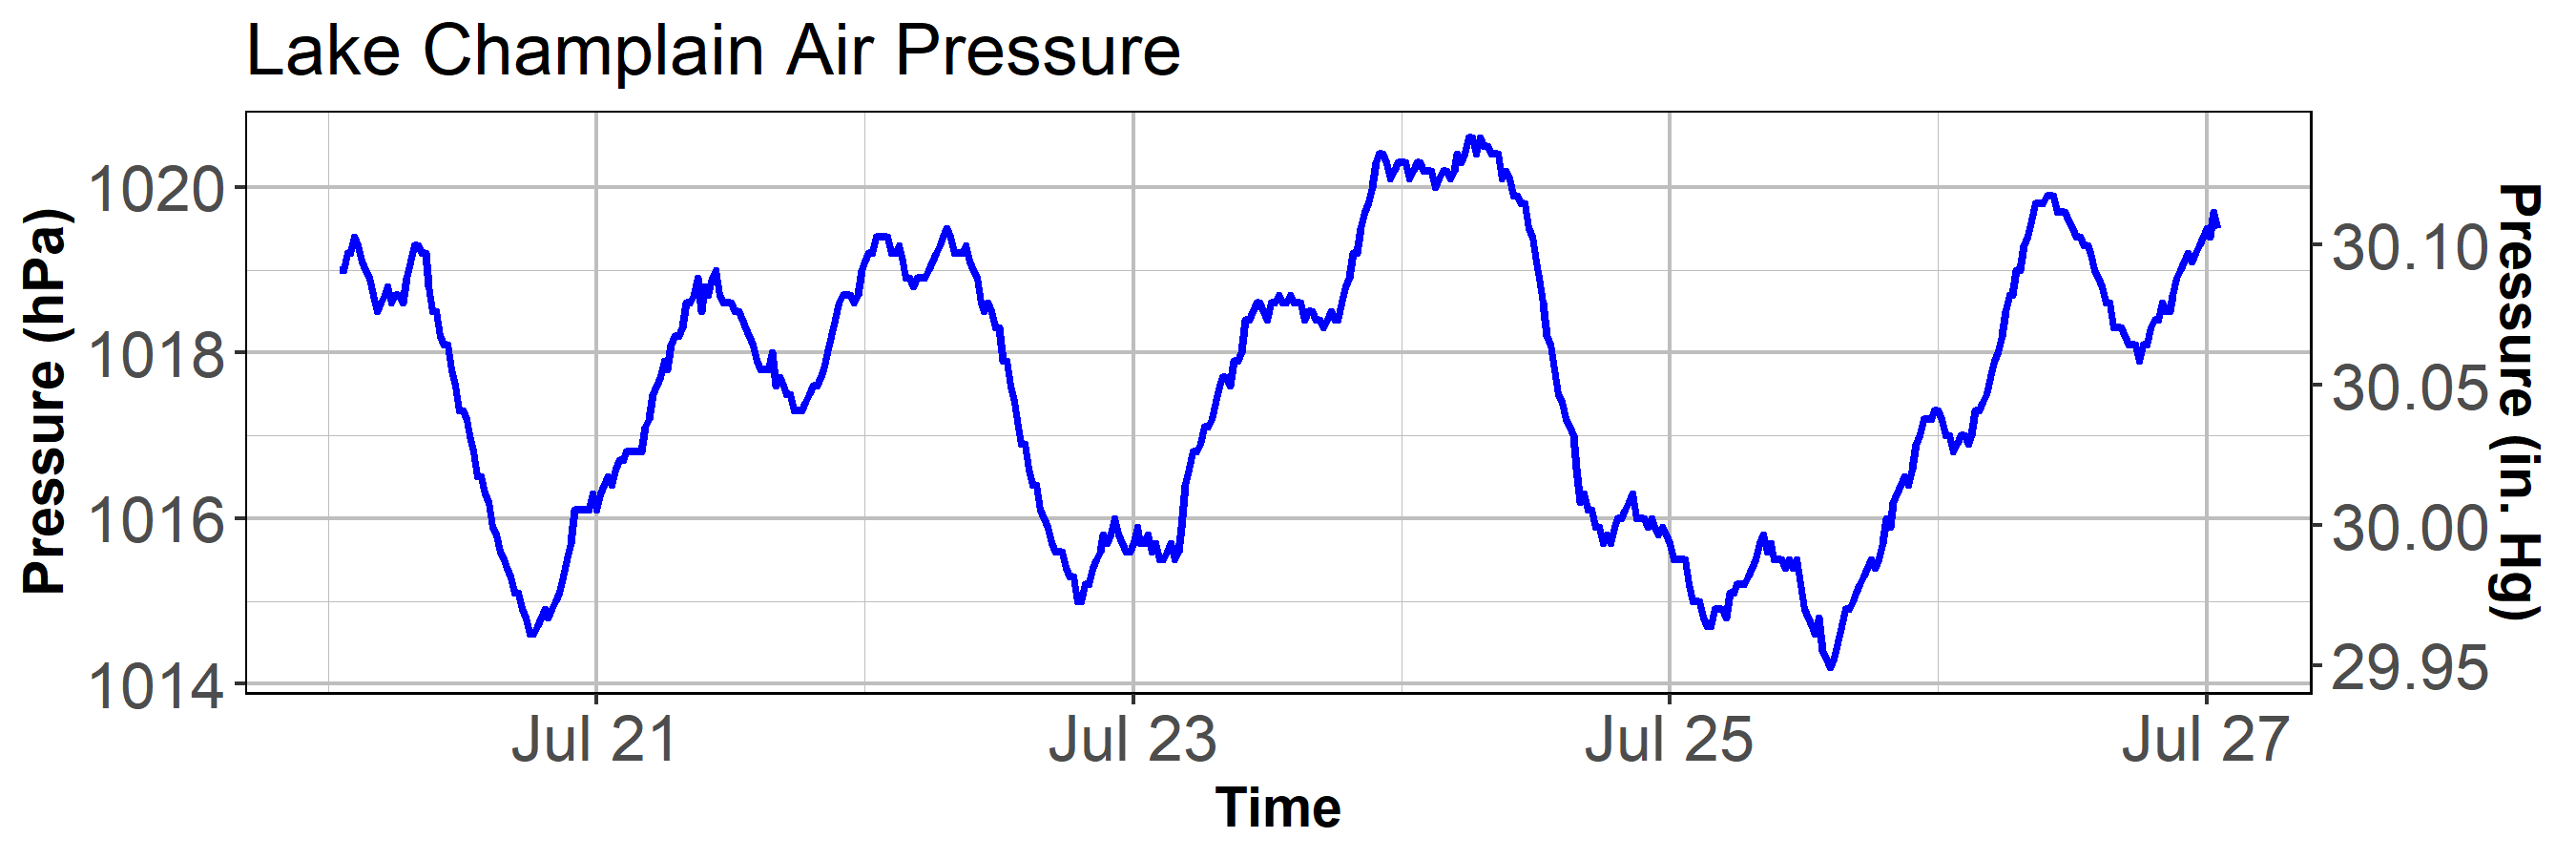 Lake Champlain Air Pressure
Pressure (hPa)
1020
1018
1016
1014
30.10
30.05
30.00
29.95
Pressure (in. Hg)
Jul 21 Jul 23 Jul 25 Jul 27
Time